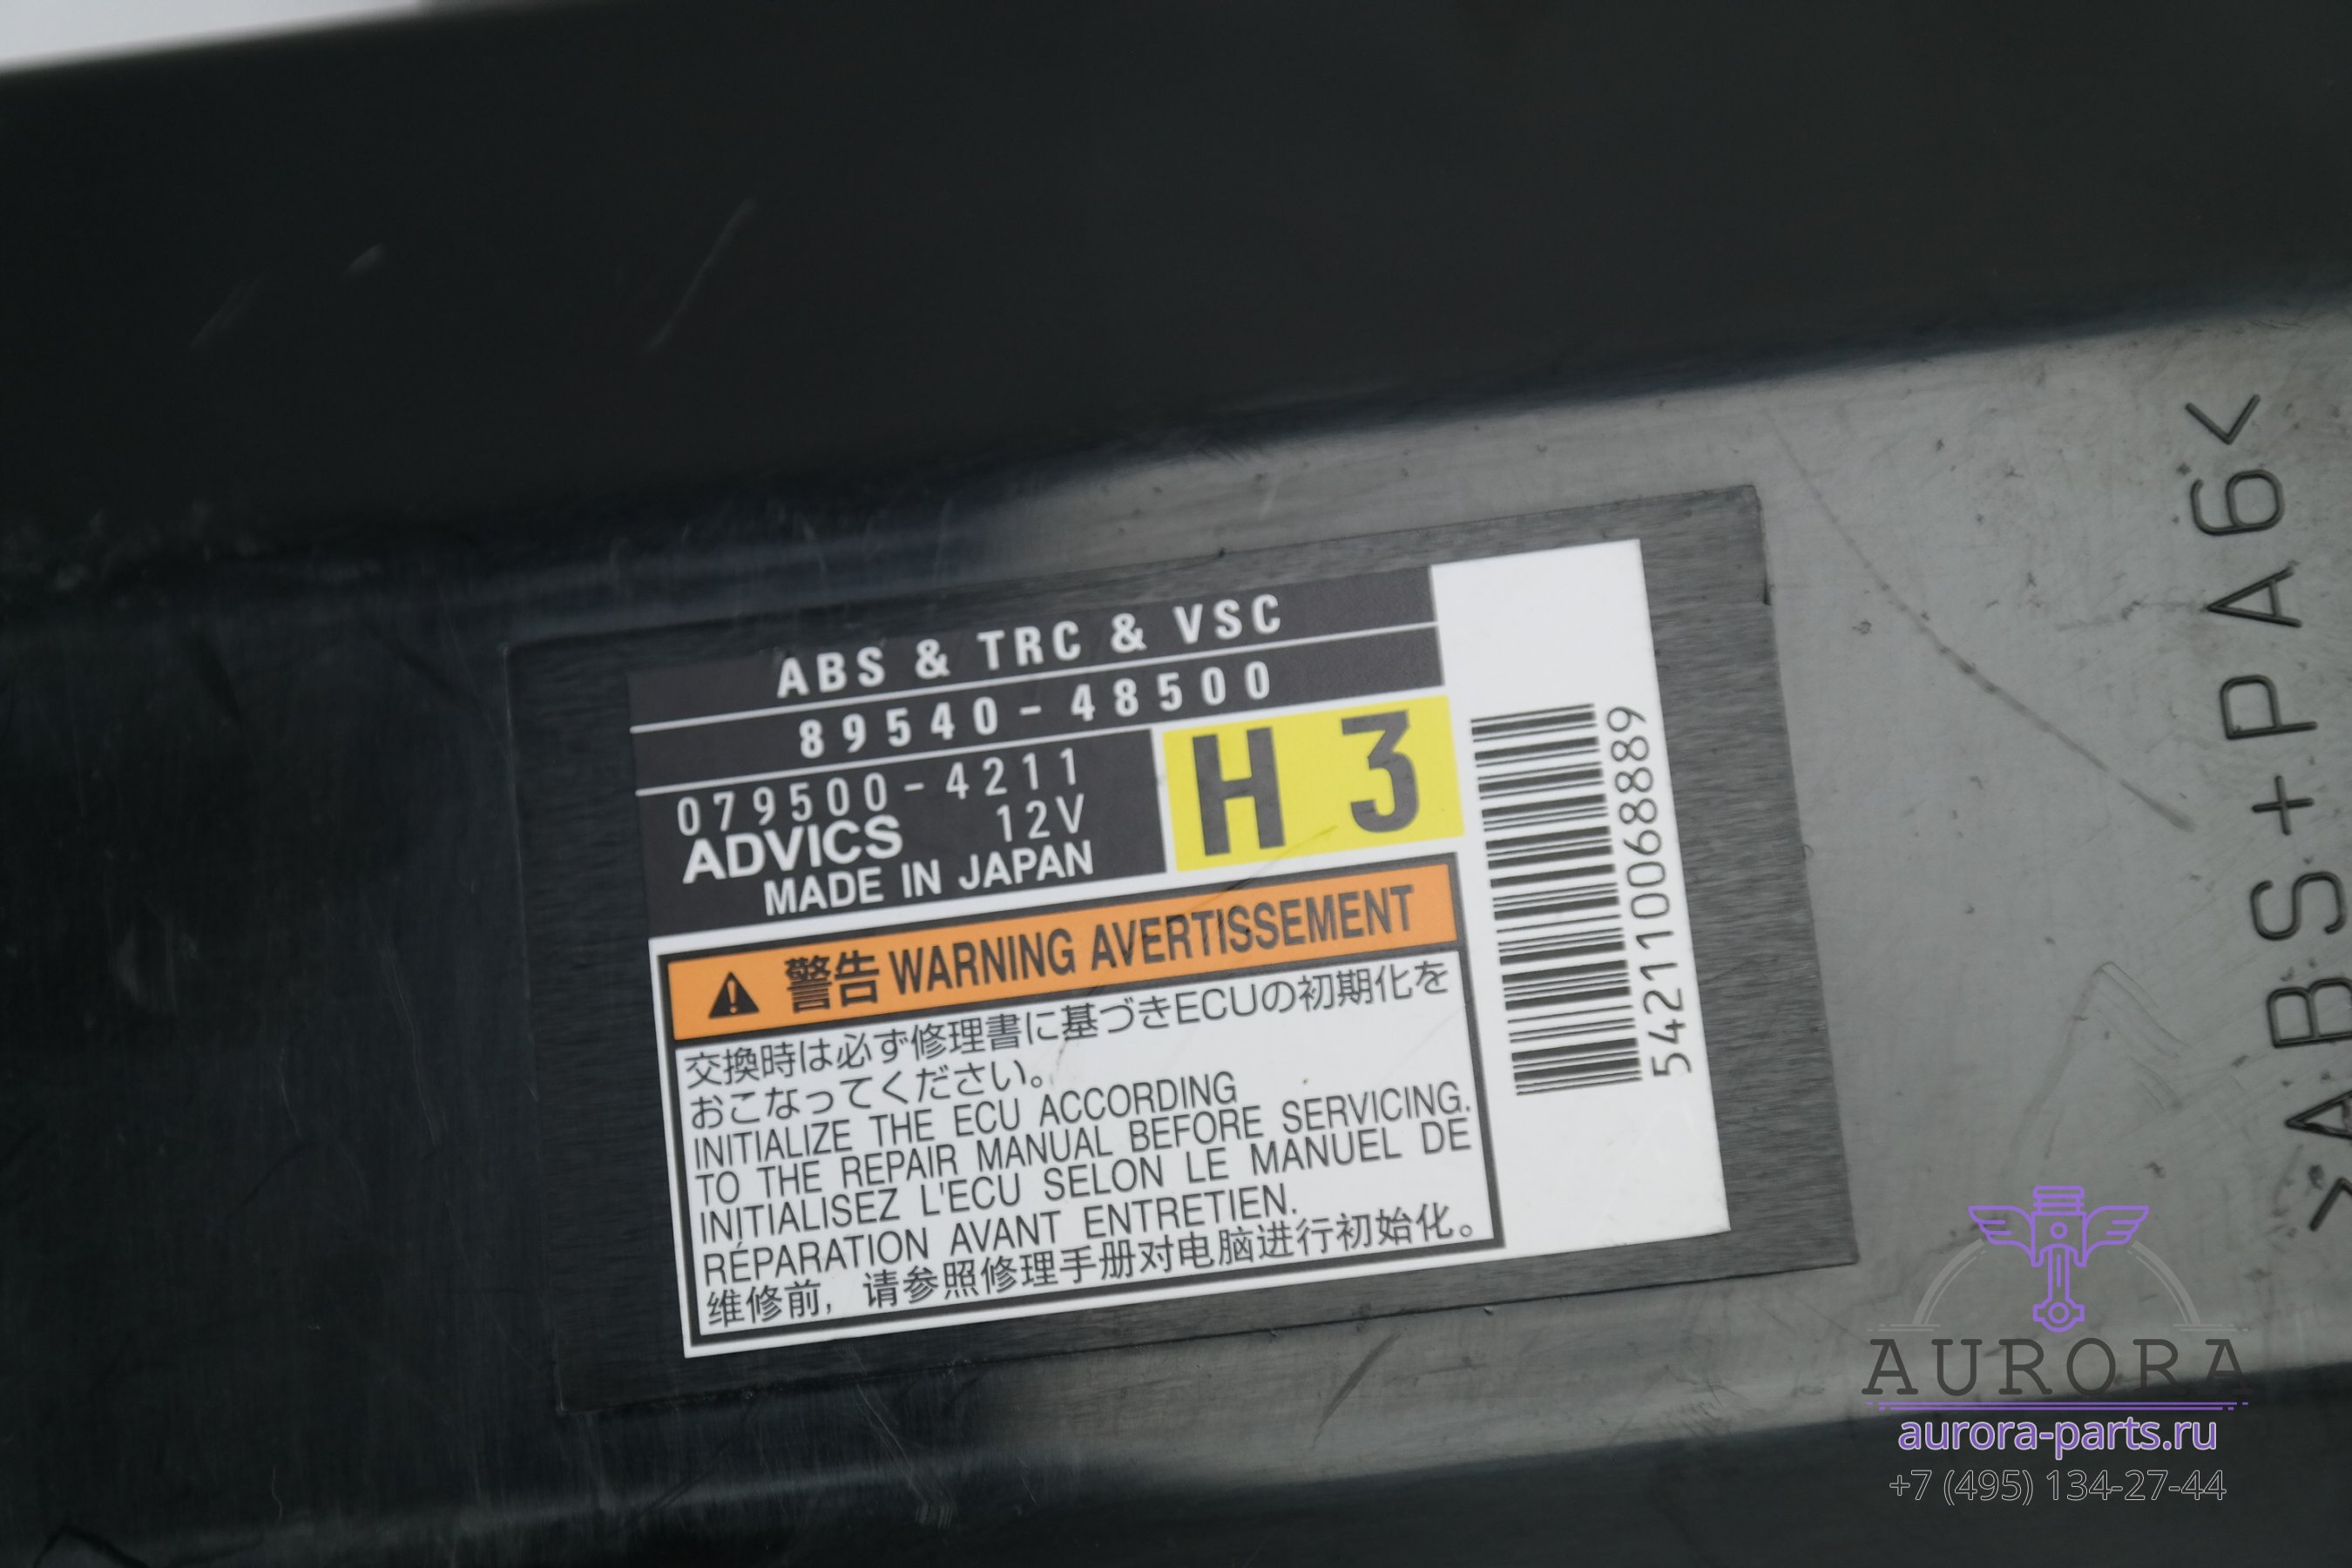 ABS & TRC & VSC
89540-48500
079500-4211
ADVICS 12V
MADE IN JAPAN
H 3
警告 WARNING AVERTISSEMENT
交換時は必ず修理書に基づきECUの初期化を
おこなってください。
INITIALIZE THE ECU ACCORDING
TO THE REPAIR MANUAL BEFORE SERVICING.
INITIALISEZ L'ECU SELON LE MANUEL DE
RÉPARATION AVANT ENTRETIEN.
维修前，请参照修理手册对电脑进行初始化。
5421100688​89
>ABS+PA6<
AURORA
aurora-parts.ru
+7 (495) 134-27-44